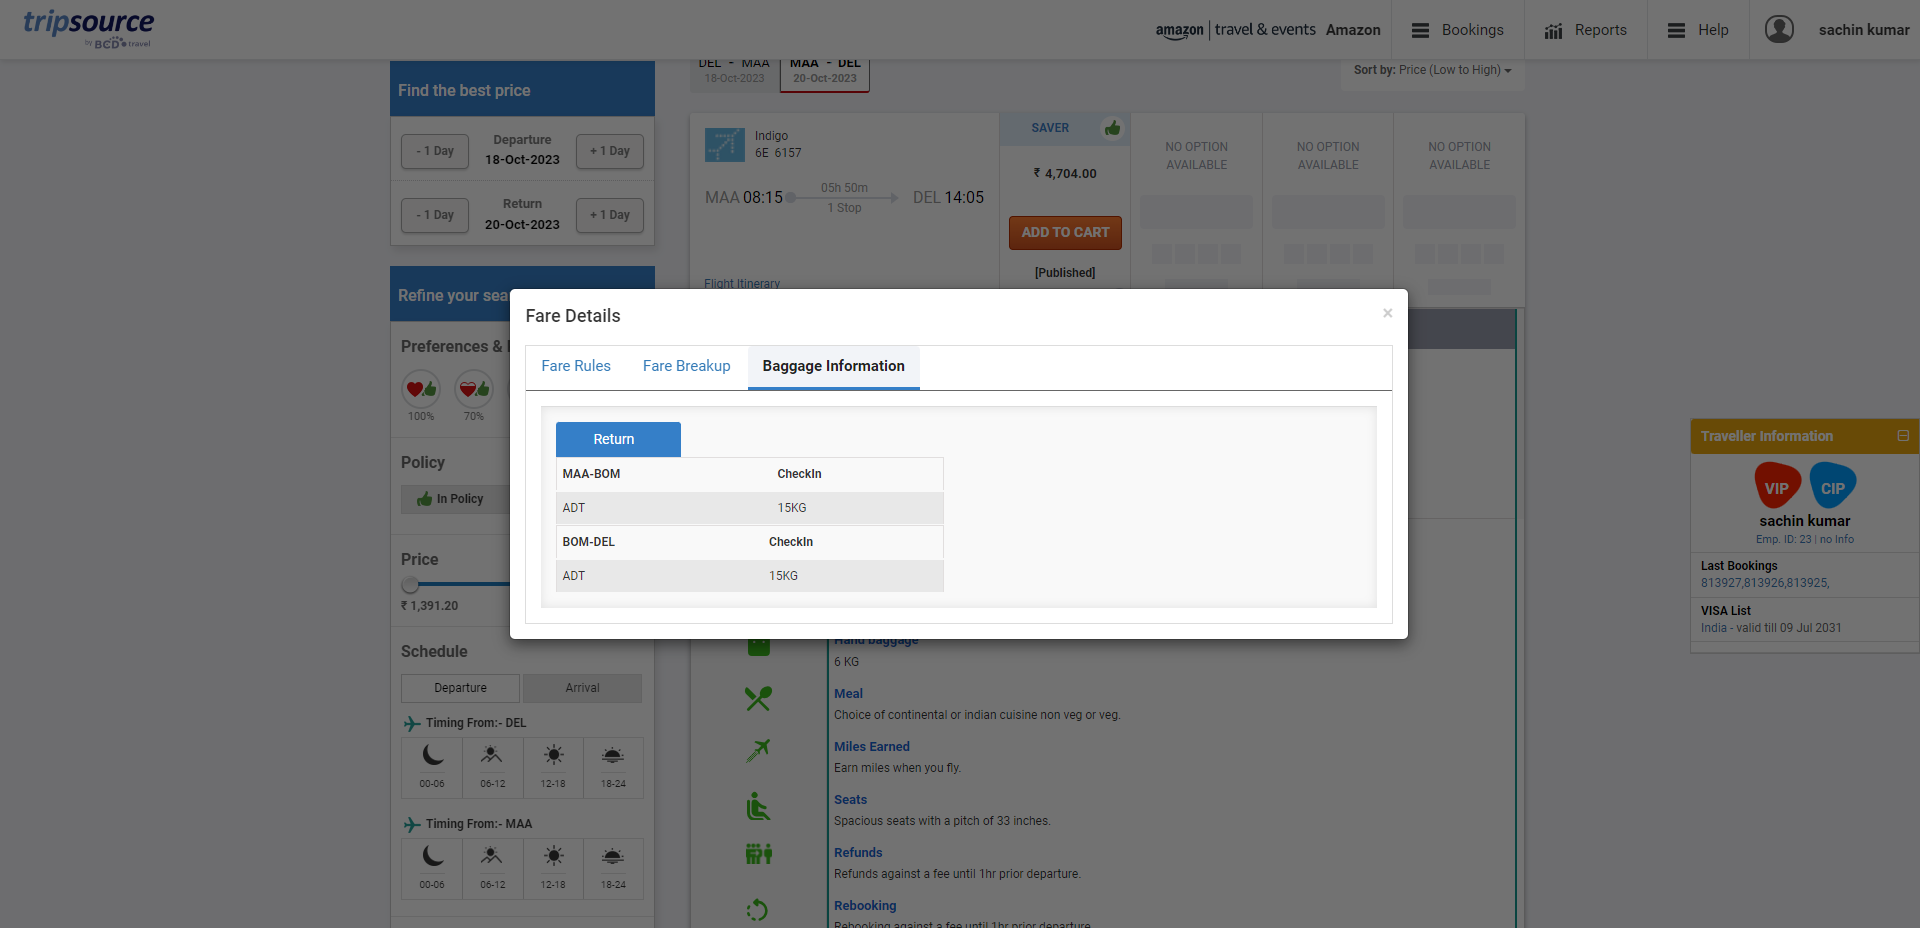 tripsource
by BCD travel
amazon | travel & events Amazon
Bookings
Reports
Help
sachin kumar
DEL - MAA
18-Oct-2023
MAA - DEL
20-Oct-2023
Sort by: Price (Low to High)
Find the best price
- 1 Day
Departure
18-Oct-2023
+ 1 Day
- 1 Day
Return
20-Oct-2023
+ 1 Day
Indigo
6E 6157
MAA 08:15
05h 50m
1 Stop
DEL 14:05
Flight Itinerary
SAVER
₹ 4,704.00
ADD TO CART
[Published]
NO OPTION
AVAILABLE
NO OPTION
AVAILABLE
NO OPTION
AVAILABLE
Refine your sea
Preferences &
100%
70%
Policy
In Policy
Price
₹ 1,391.20
Schedule
Departure
Arrival
Timing From:- DEL
00-06
06-12
12-18
18-24
Timing From:- MAA
00-06
06-12
12-18
18-24
Fare Details
×
Fare Rules
Fare Breakup
Baggage Information
Return
MAA-BOM CheckIn
ADT 15KG
BOM-DEL CheckIn
ADT 15KG
Hand baggage
6 KG
Meal
Choice of continental or indian cuisine non veg or veg.
Miles Earned
Earn miles when you fly.
Seats
Spacious seats with a pitch of 33 inches.
Refunds
Refunds against a fee until 1hr prior departure.
Rebooking
Rebooking against a fee until 1hr prior departure.
Traveller Information
VIP
CIP
sachin kumar
Emp. ID: 23 | no Info
Last Bookings
813927,813926,813925,
VISA List
India - valid till 09 Jul 2031